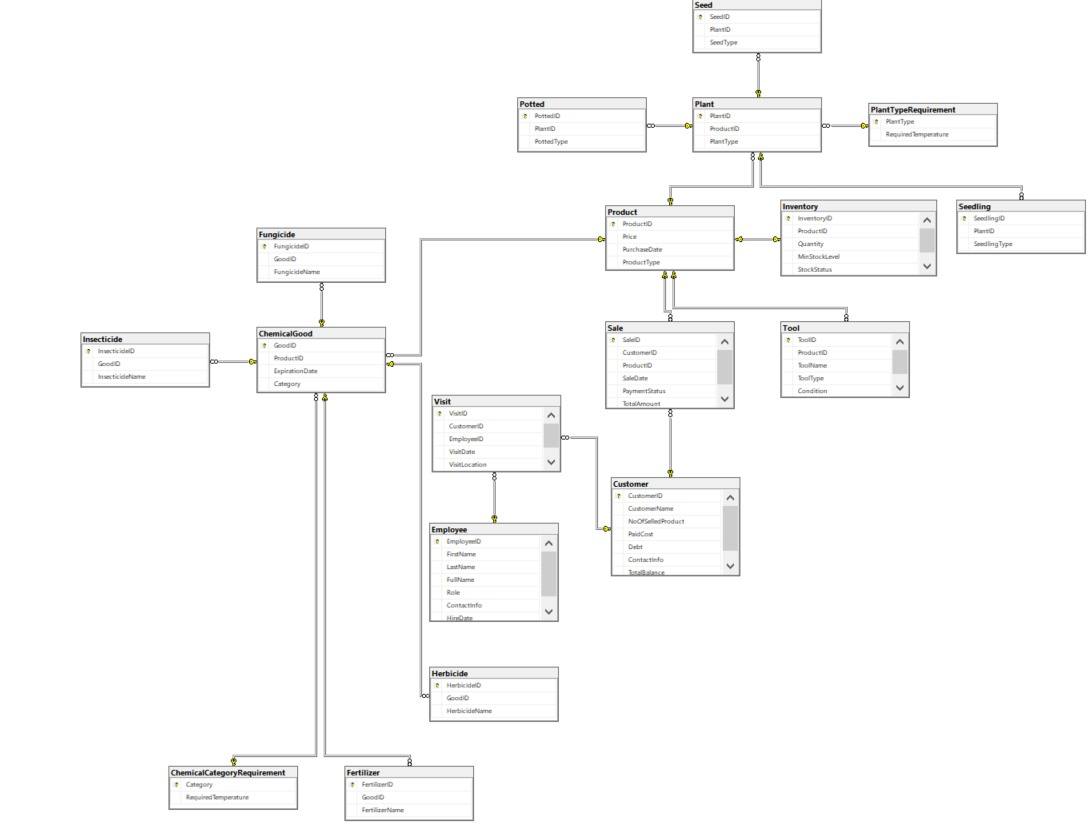 Seed
SeedID
PlantID
SeedType
Potted
PottedID
PlantID
PottedType
Plant
PlantID
ProductID
PlantType
PlantTypeRequirement
PlantType
RequiredTemperature
Product
ProductID
Price
PurchaseDate
ProductType
Inventory
InventoryID
ProductID
Quantity
MinStockLevel
StockStatus
Seedling
SeedlingID
PlantID
SeedlingType
Fungicide
FungicideID
GoodID
FungicideName
Insecticide
InsecticideID
GoodID
InsecticideName
ChemicalGood
GoodID
ProductID
ExpirationDate
Category
Sale
SaleID
CustomerID
ProductID
SaleDate
PaymentStatus
TotalAmount
Tool
ToolID
ProductID
ToolName
ToolType
Condition
Visit
VisitID
CustomerID
EmployeeID
VisitDate
VisitLocation
Customer
CustomerID
CustomerName
NoOfSelledProduct
PaidCost
Debt
ContactInfo
TotalBalance
Employee
EmployeeID
FirstName
LastName
FullName
Role
ContactInfo
HireDate
Herbicide
HerbicideID
GoodID
HerbicideName
ChemicalCategoryRequirement
Category
RequiredTemperature
Fertilizer
FertilizerID
GoodID
FertilizerName